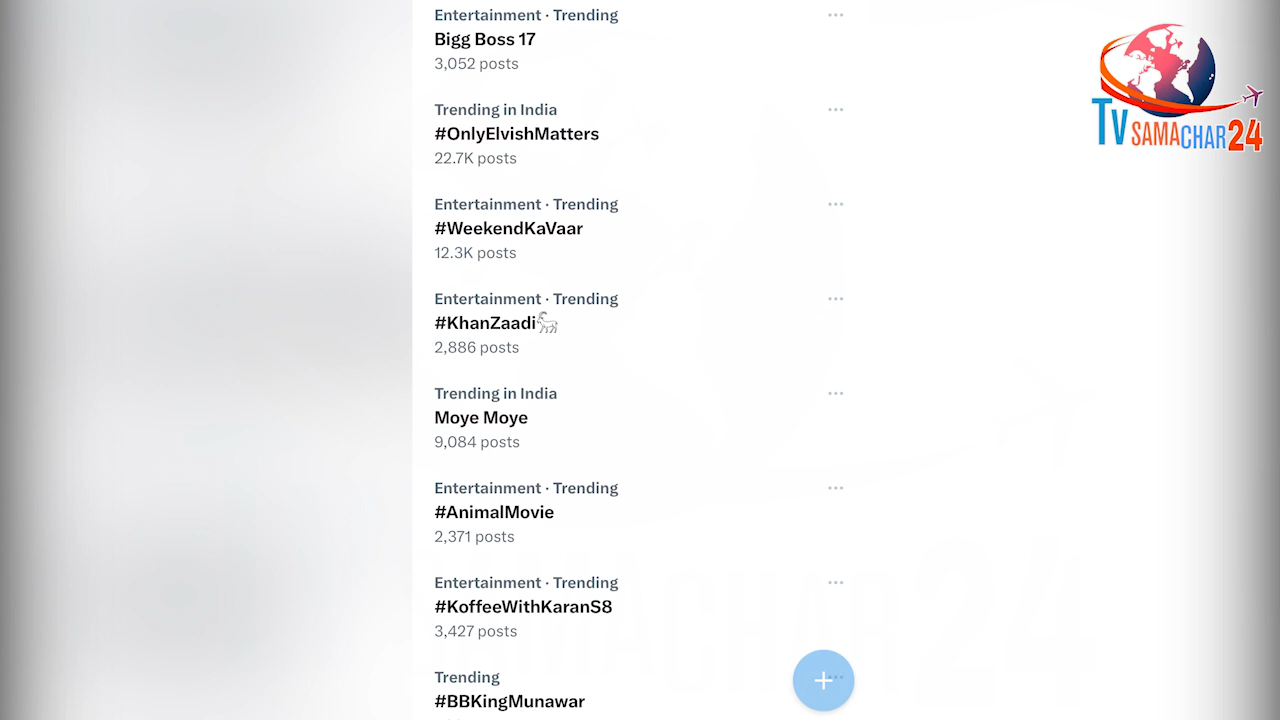 Entertainment · Trending
Bigg Boss 17
3,052 posts
Trending in India
#OnlyElvishMatters
22.7K posts
Entertainment · Trending
#WeekendKaVaar
12.3K posts
Entertainment · Trending
#KhanZaadi🐐
2,886 posts
Trending in India
Moye Moye
9,084 posts
Entertainment · Trending
#AnimalMovie
2,371 posts
Entertainment · Trending
#KoffeeWithKaranS8
3,427 posts
Trending
#BBKingMunawar
TV SAMACHAR24
SAMACHAR 24